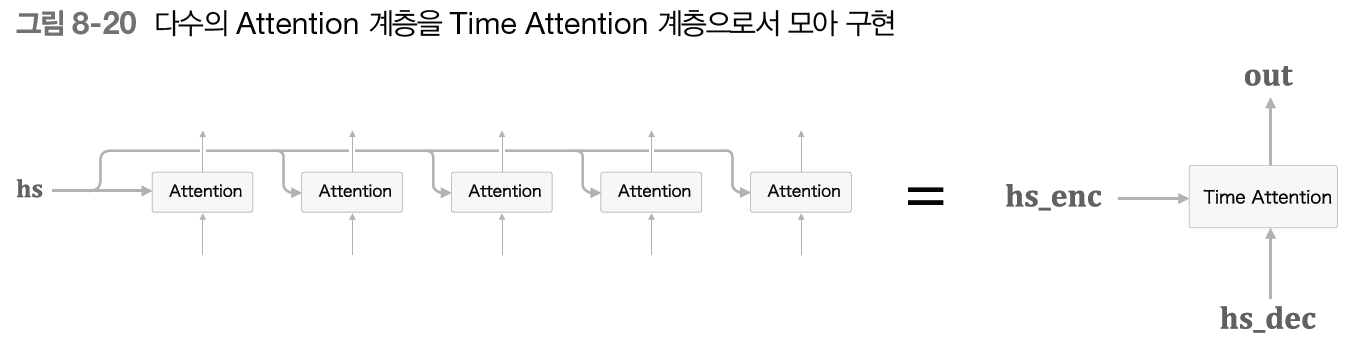 그림 8-20 다수의 Attention 계층을 Time Attention 계층으로서 모아 구현
out
hs
Attention
Attention
Attention
Attention
Attention
=
hs_enc
Time Attention
hs_dec